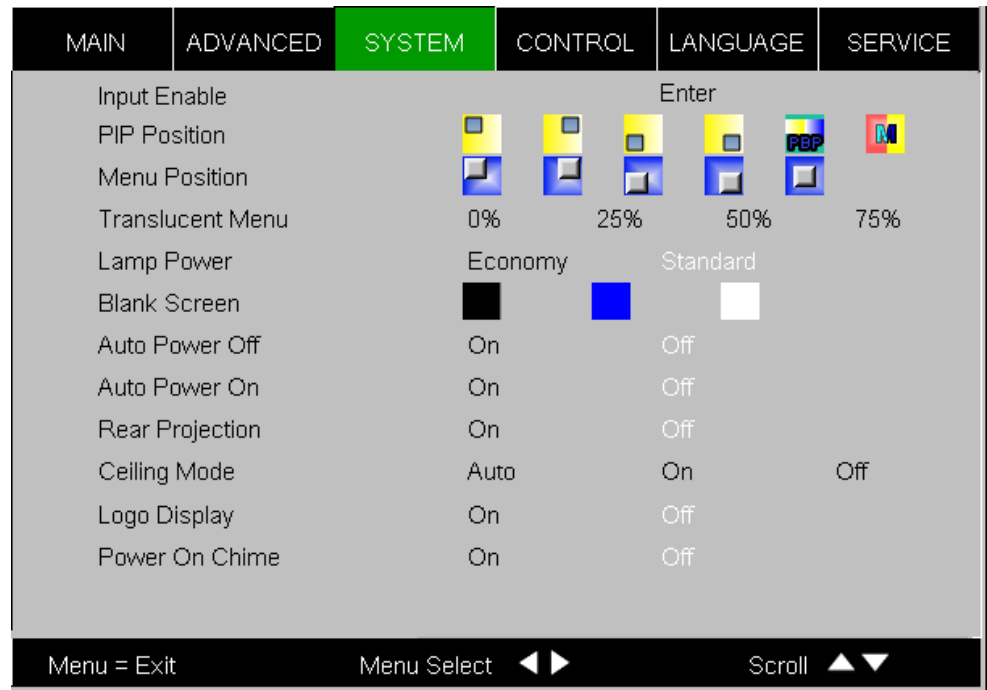 MAIN ADVANCED SYSTEM CONTROL LANGUAGE SERVICE
Input Enable Enter
PIP Position PBP M
Menu Position
Translucent Menu 0% 25% 50% 75%
Lamp Power Economy Standard
Blank Screen
Auto Power Off On Off
Auto Power On On Off
Rear Projection On Off
Ceiling Mode Auto On Off
Logo Display On Off
Power On Chime On Off
Menu = Exit Menu Select Scroll